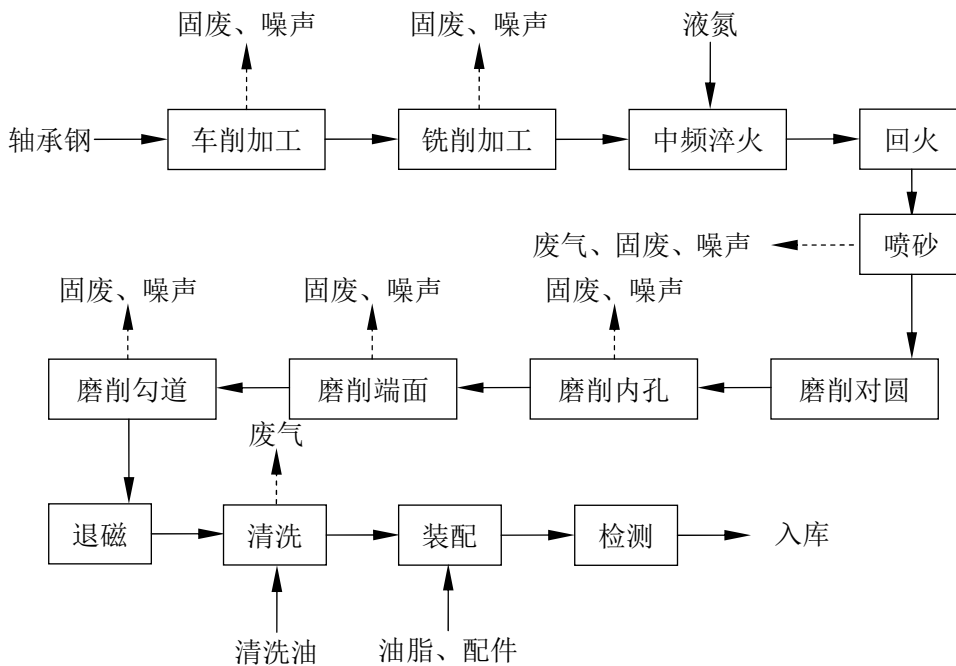 固废、噪声
固废、噪声
液氮
轴承钢
车削加工
铣削加工
中频淬火
回火
废气、固废、噪声
喷砂
固废、噪声
固废、噪声
固废、噪声
磨削勾道
磨削端面
磨削内孔
磨削对圆
废气
退磁
清洗
装配
检测
入库
清洗油
油脂、配件